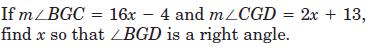 If m∠BGC = 16x − 4 and m∠CGD = 2x + 13,
find x so that ∠BGD is a right angle.